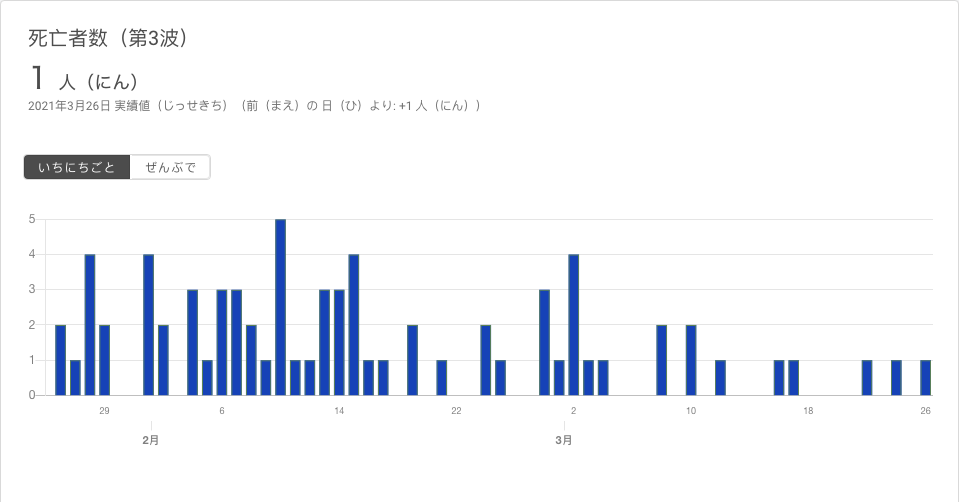 死亡者数（第3波）
1 人（にん）
2021年3月26日 実績値（じっせきち）（前（まえ）の 日（ひ）より: +1 人（にん））
いちにちごと ぜんぶで
5
4
3
2
1
0
29 6 14 22 2 10 18 26
2月 3月